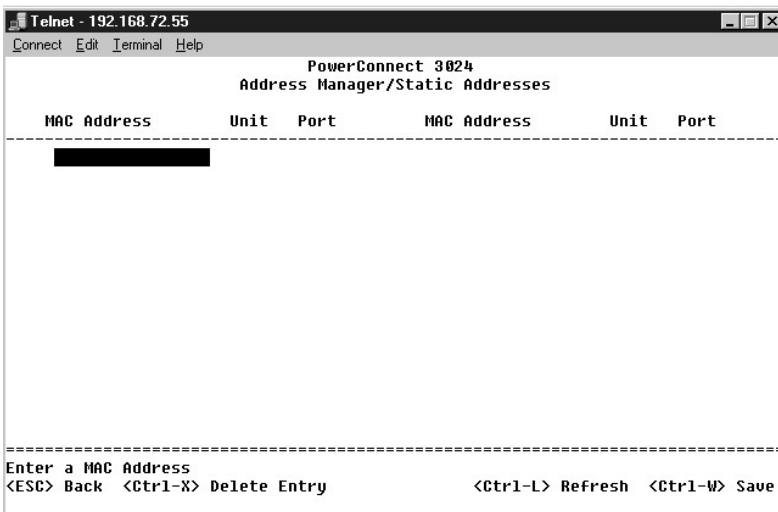 Telnet - 192.168.72.55
Connect Edit Terminal Help
PowerConnect 3024
Address Manager/Static Addresses
MAC Address Unit Port MAC Address Unit Port
Enter a MAC Address
<ESC> Back <Ctrl-X> Delete Entry <Ctrl-L> Refresh <Ctrl-W> Save